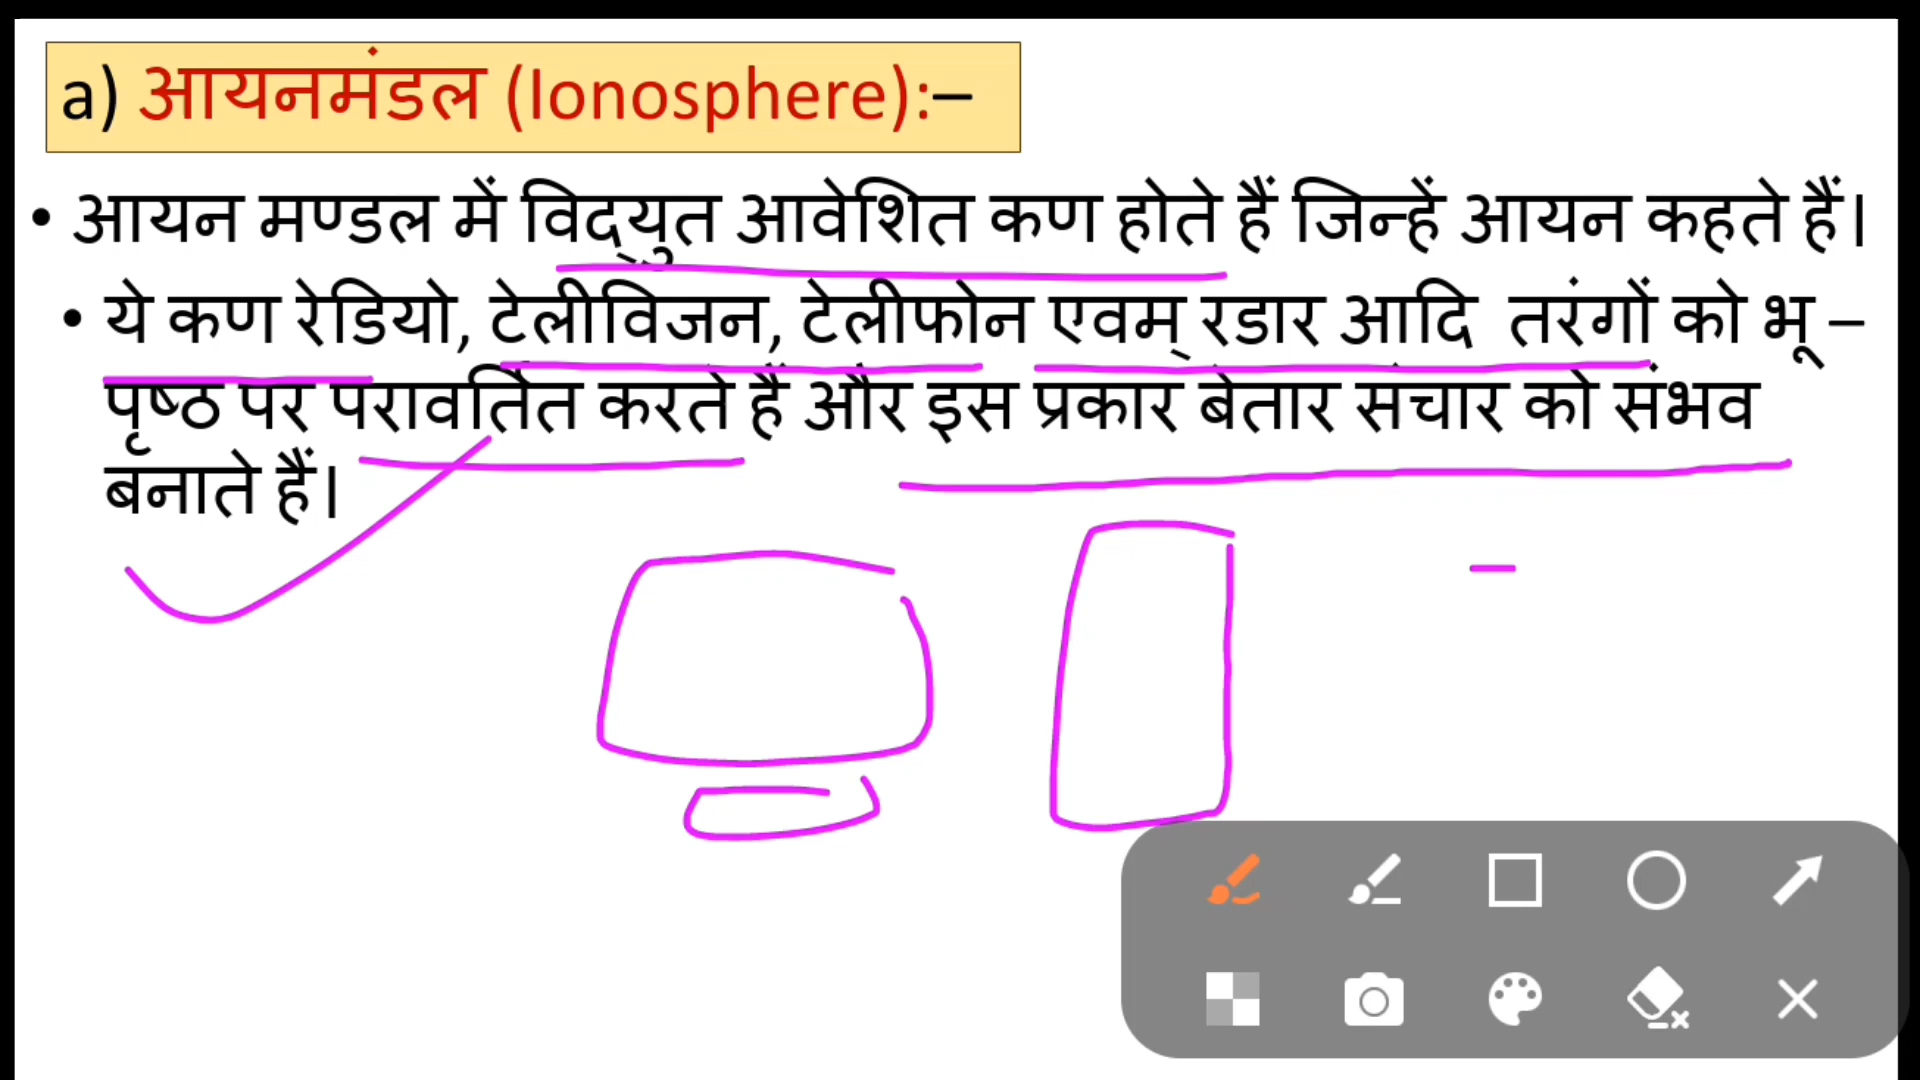 a) आयनमंडल (Ionosphere):–
• आयन मण्डल में विद्युत आवेशित कण होते हैं जिन्हें आयन कहते हैं।
• ये कण रेडियो, टेलीविजन, टेलीफोन एवम् रडार आदि तरंगों को भू –
पृष्ठ पर परावर्तित करते हैं और इस प्रकार बेतार संचार को संभव
बनाते हैं।